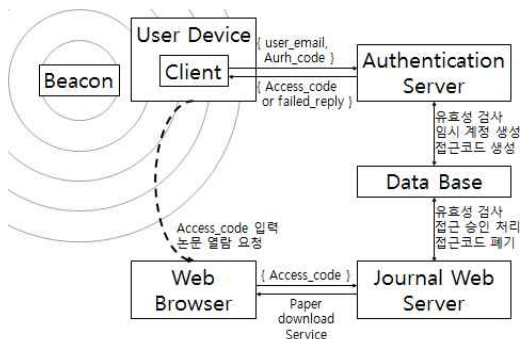 User Device
Client
Beacon
{ user_email,
Aurh_code }
{ Access_code
or failed_reply }
Authentication
Server
유효성 검사
임시 계정 생성
접근코드 생성
Data Base
유효성 검사
접근 승인 처리
접근코드 폐기
Access_code 입력
논문 열람 요청
Web
Browser
{ Access_code }
Paper
download
Service
Journal Web
Server